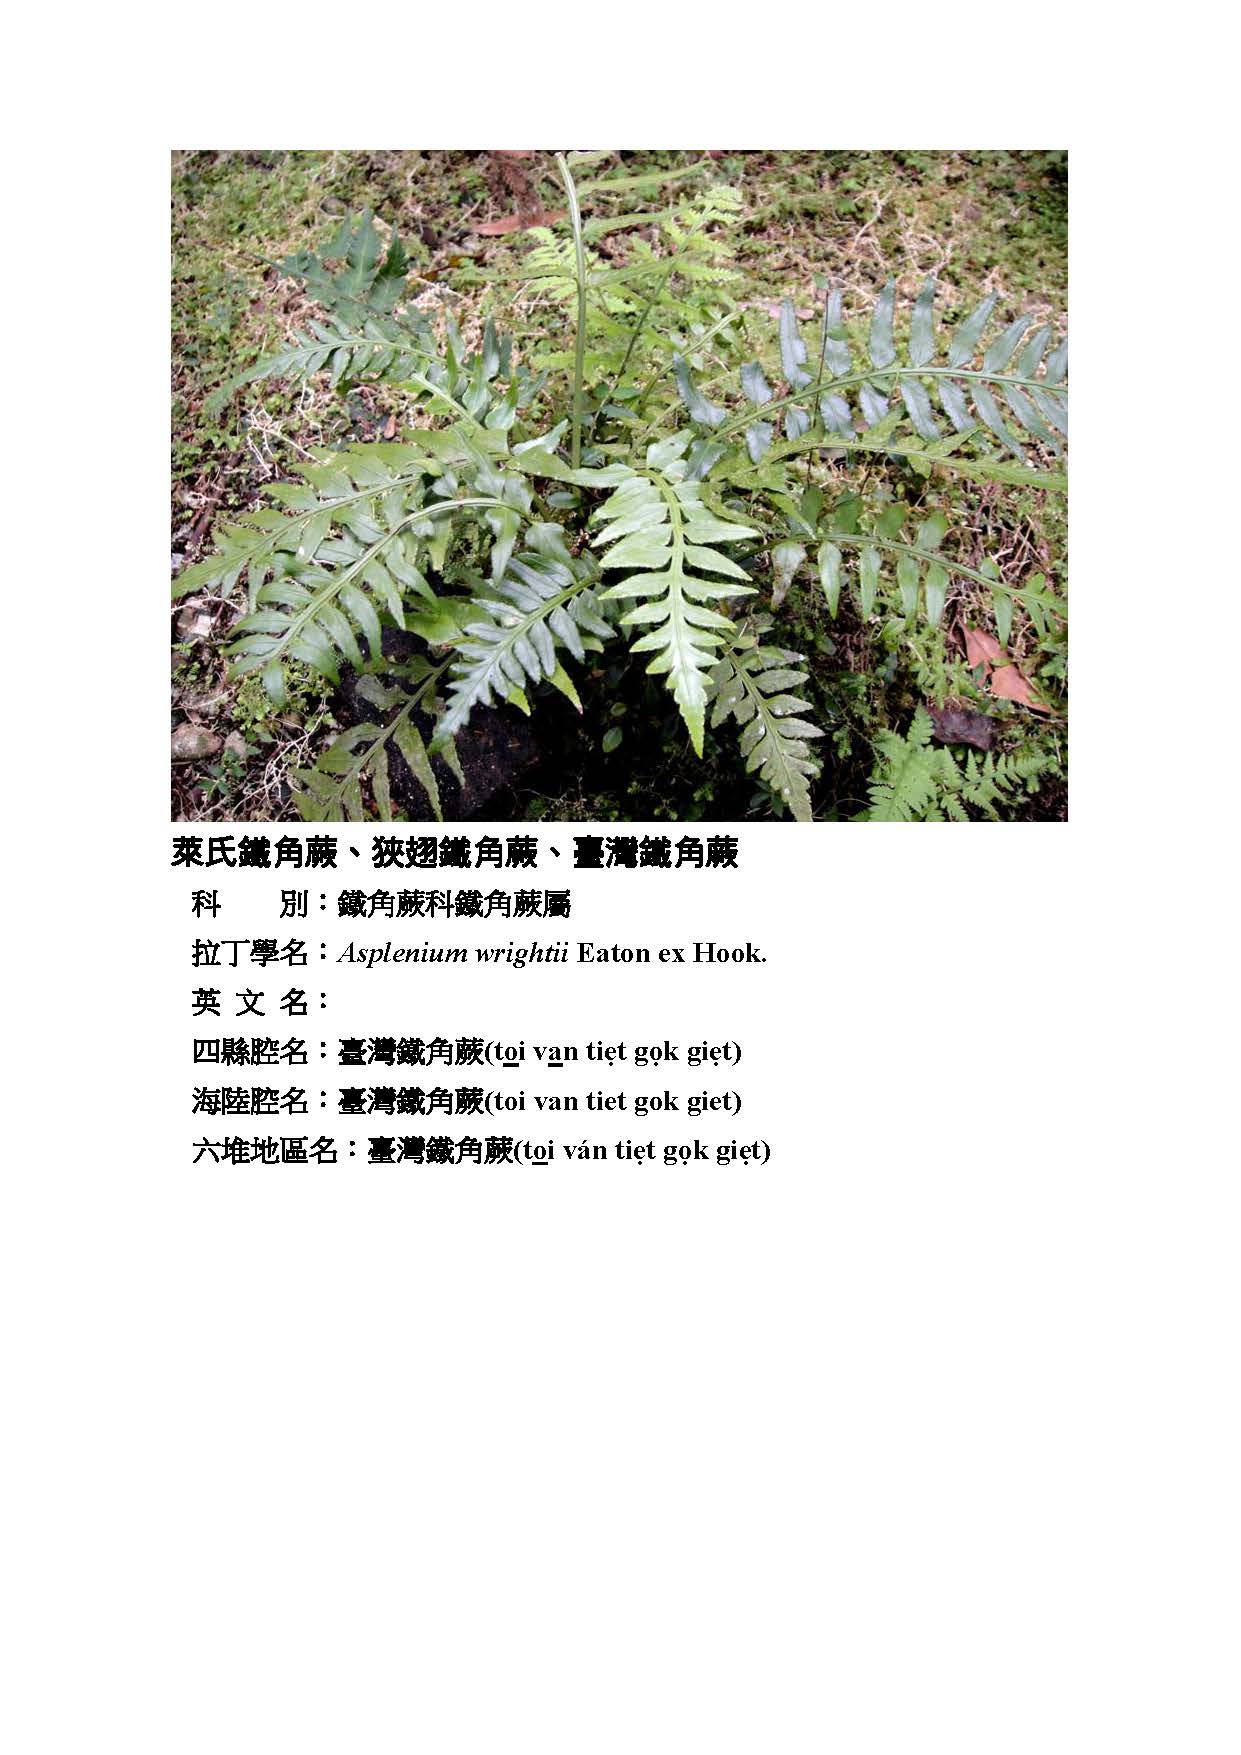 萊氏鐵角蕨、狹翅鐵角蕨、臺灣鐵角蕨
科　　別：鐵角蕨科鐵角蕨屬
拉丁學名：Asplenium wrightii Eaton ex Hook.
英 文 名：
四縣腔名：臺灣鐵角蕨(to̲i va̲n tiẹt gọk giẹt)
海陸腔名：臺灣鐵角蕨(toi van tiet gok giet)
六堆地區名：臺灣鐵角蕨(to̲i ván tiẹt gọk giẹt)